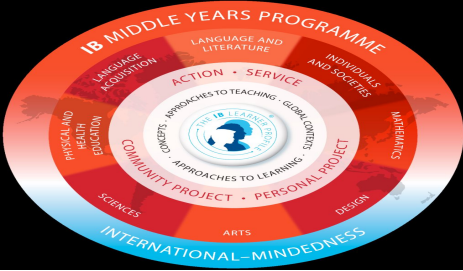 IB MIDDLE YEARS PROGRAMME
LANGUAGE AND
LITERATURE
LANGUAGE
ACQUISITION
INDIVIDUALS
AND SOCIETIES
PHYSICAL AND
HEALTH
EDUCATION
MATHEMATICS
SCIENCES
DESIGN
ARTS
ACTION • SERVICE
COMMUNITY PROJECT • PERSONAL PROJECT
APPROACHES TO TEACHING • GLOBAL CONTEXTS
CONCEPTS • APPROACHES TO LEARNING
THE IB LEARNER PROFILE
INTERNATIONAL–MINDEDNESS